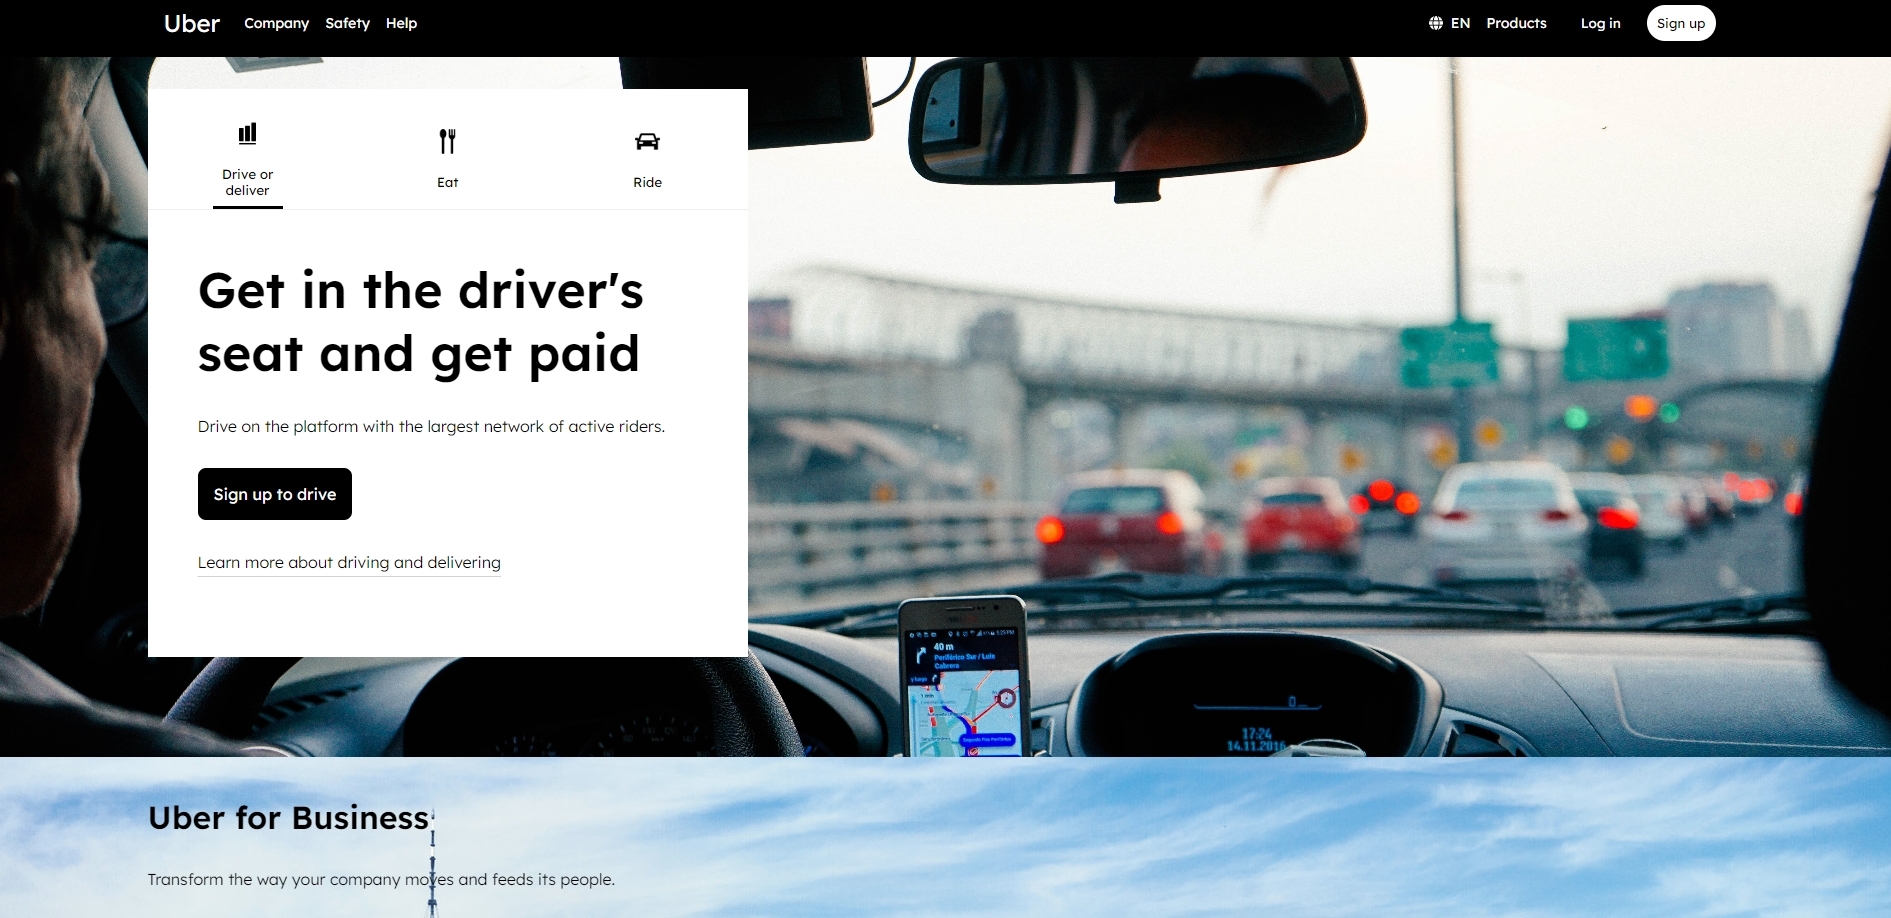 Uber Company Safety Help EN Products Log in Sign up
Drive or
deliver
Eat
Ride
Get in the driver's
seat and get paid
Drive on the platform with the largest network of active riders.
Sign up to drive
Learn more about driving and delivering
40 m
Periférico Sur / Luis
Cabrera
17:24
14.11.2016
Uber for Business
Transform the way your company moves and feeds its people.